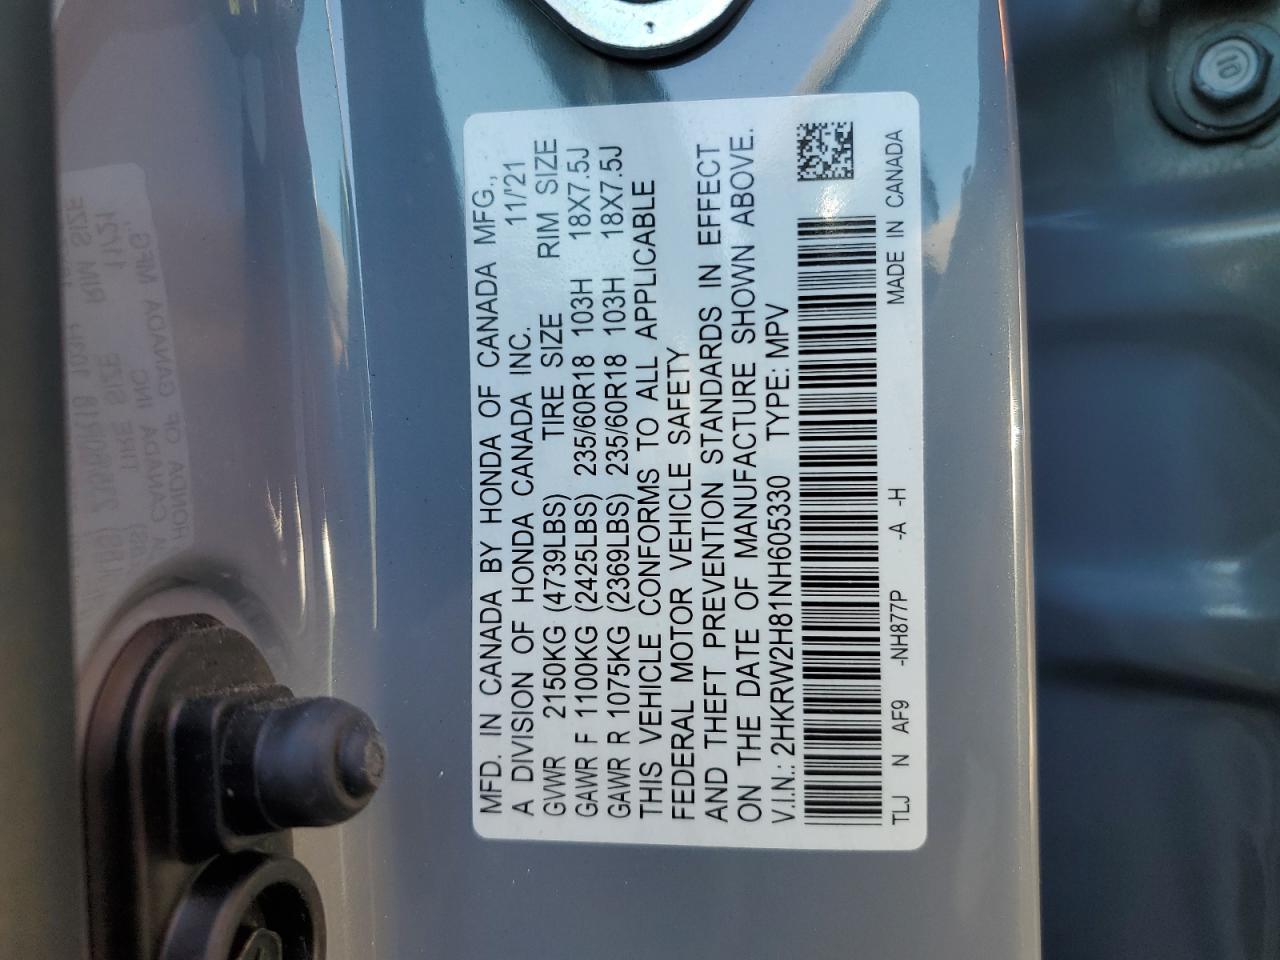 MFD. IN CANADA BY HONDA OF CANADA MFG.,
A DIVISION OF HONDA CANADA INC. 11/'21
GVWR 2150KG (4739LBS) TIRE SIZE RIM SIZE
GAWR F 1100KG (2425LBS) 235/60R18 103H 18X7.5J
GAWR R 1075KG (2369LBS) 235/60R18 103H 18X7.5J
THIS VEHICLE CONFORMS TO ALL APPLICABLE
FEDERAL MOTOR VEHICLE SAFETY
AND THEFT PREVENTION STANDARDS IN EFFECT
ON THE DATE OF MANUFACTURE SHOWN ABOVE.
V.I.N.: 2HKRW2H81NH605330 TYPE: MPV
TLJ N AF9 -NH877P -A -H MADE IN CANADA